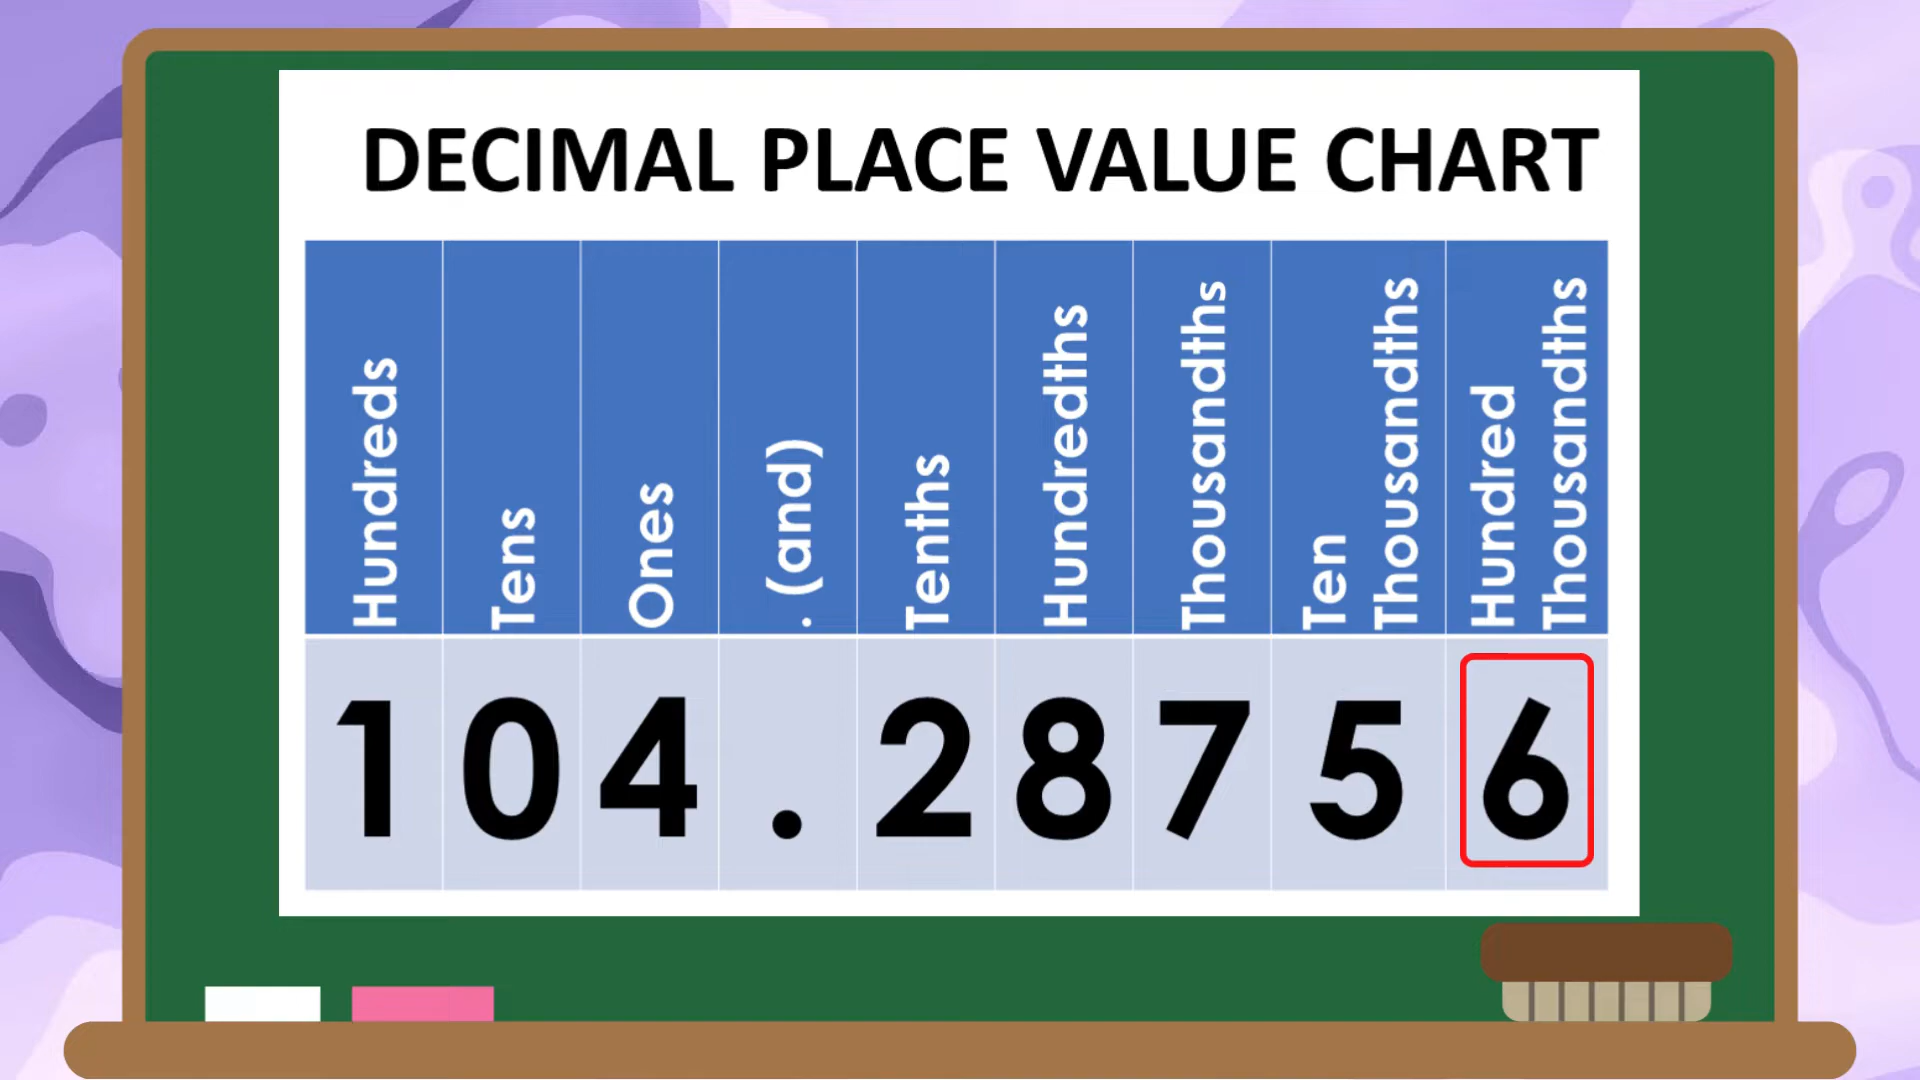 DECIMAL PLACE VALUE CHART
Hundreds
Tens
Ones
. (and)
Tenths
Hundredths
Thousandths
Ten
Thousandths
Hundred
Thousandths
1 0 4 . 2 8 7 5 6